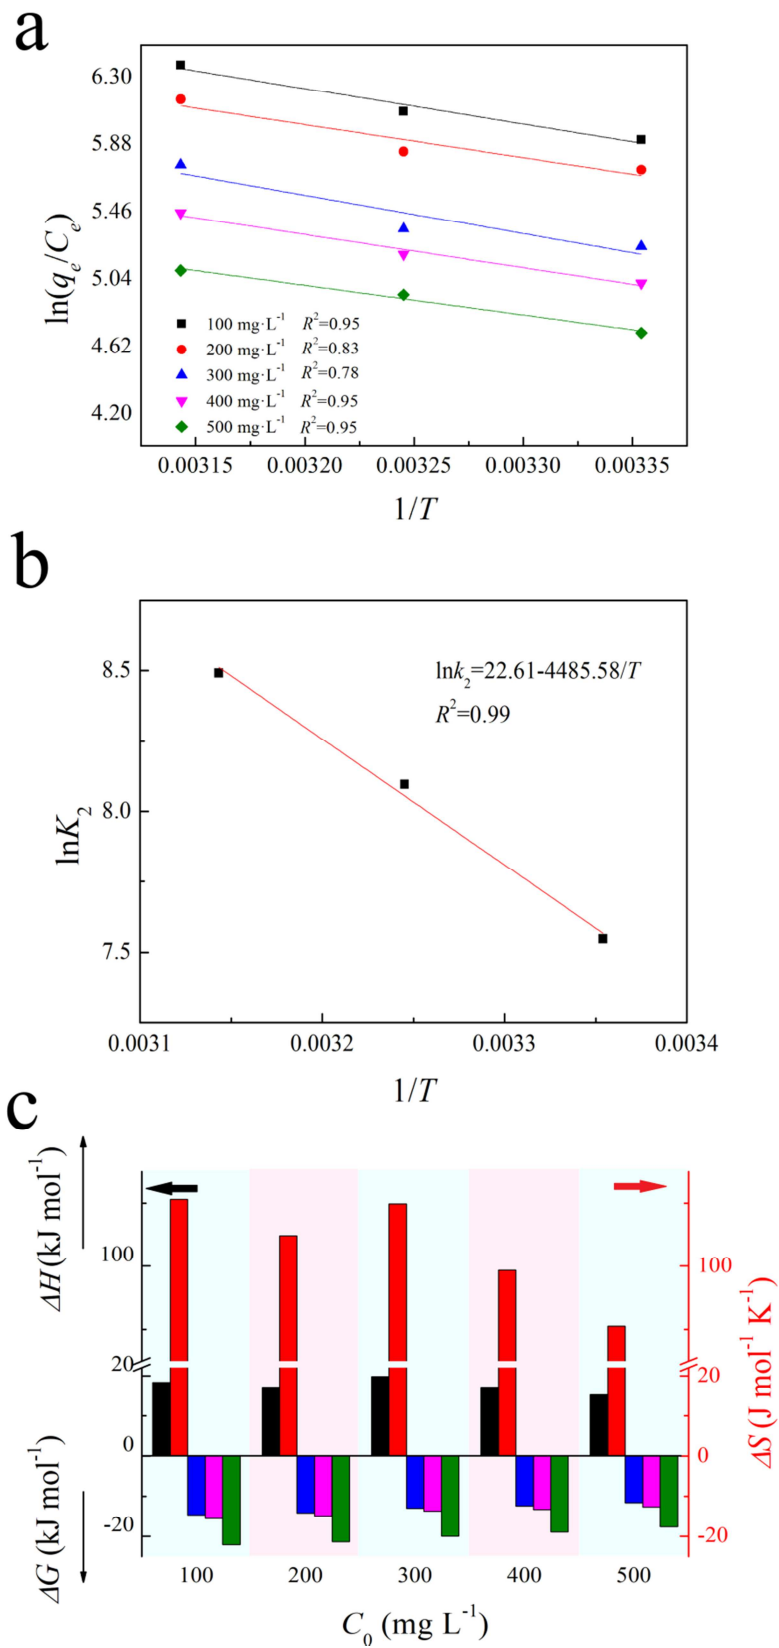 a
ln(qₑ/Cₑ)
6.30
5.88
5.46
5.04
4.62
4.20
100 mg·L⁻¹ R²=0.95
200 mg·L⁻¹ R²=0.83
300 mg·L⁻¹ R²=0.78
400 mg·L⁻¹ R²=0.95
500 mg·L⁻¹ R²=0.95
0.00315 0.00320 0.00325 0.00330 0.00335
1/T
b
lnK₂
8.5
8.0
7.5
lnk₂=22.61-4485.58/T
R²=0.99
0.0031 0.0032 0.0033 0.0034
1/T
c
ΔH (kJ mol⁻¹)
ΔG (kJ mol⁻¹)
100
20
0
-20
100
20
0
-20
ΔS (J mol⁻¹ K⁻¹)
100 200 300 400 500
C₀ (mg L⁻¹)